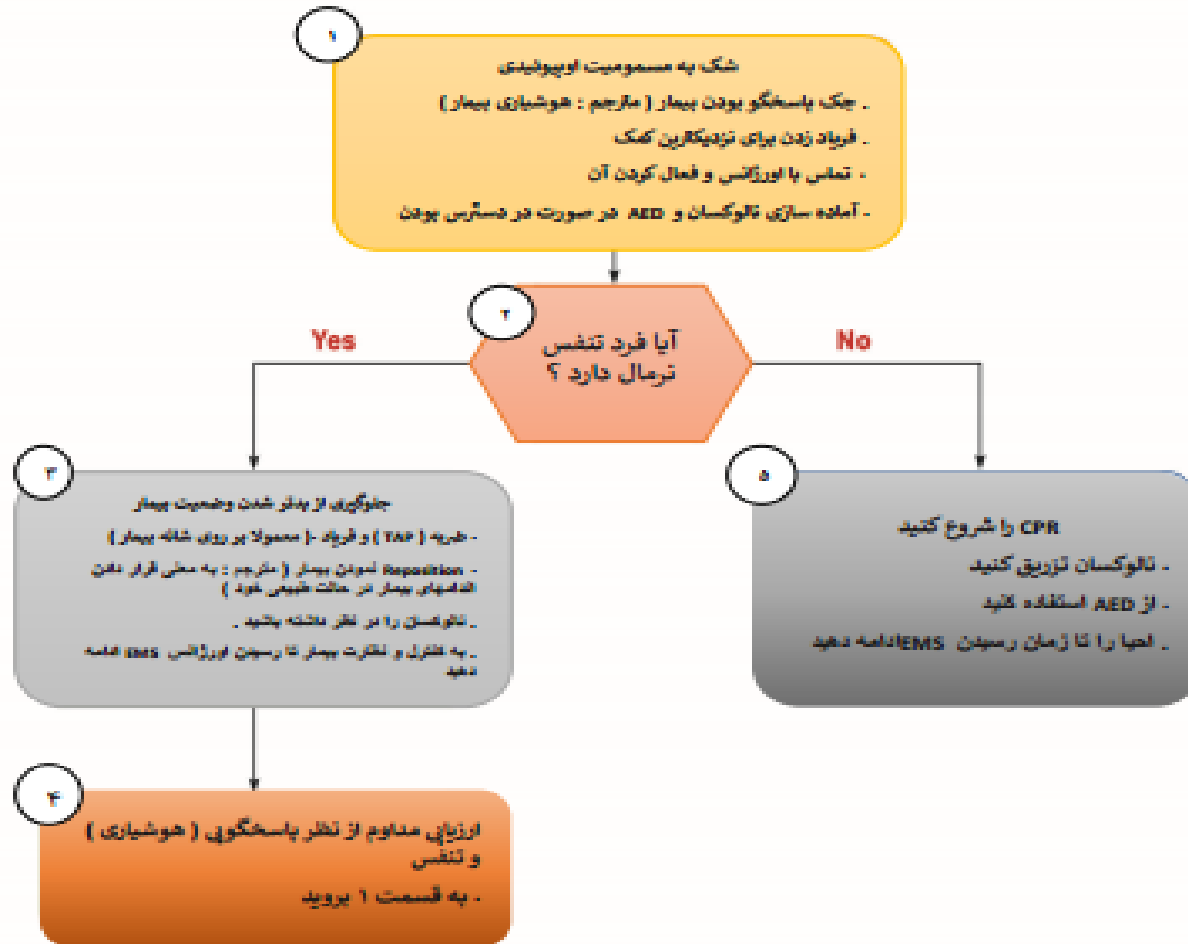 ۱
شک به مسمومیت اوپیوئیدی
- چک پاسخگو بودن بیمار ( مترجم : هوشیاری بیمار )
- فریاد زدن برای نزدیکترین کمک
- تماس با اورژانس و فعال کردن آن
- آماده سازی نالوکسان و AED در صورت در دسترس بودن
۲
آیا فرد تنفس
نرمال دارد ؟
Yes
No
۳
جلوگیری از بدتر شدن وضعیت بیمار
- ضربه ( TAP ) و فریاد -( معمولا بر روی شانه بیمار )
- Reposition نمودن بیمار ( مترجم : به معنی قرار دادن
اندامهای بیمار در حالت طبیعی خود )
- نالوکسان را در نظر داشته باشید .
- به کنترل و نظارت بیمار تا رسیدن اورژانس EMS ادامه
دهید
۵
CPR را شروع کنید
- نالوکسان تزریق کنید
- از AED استفاده کنید
- احیا را تا زمان رسیدن EMSادامه دهید
۴
ارزیابی مداوم از نظر پاسخگویی ( هوشیاری )
و تنفس
- به قسمت ۱ بروید